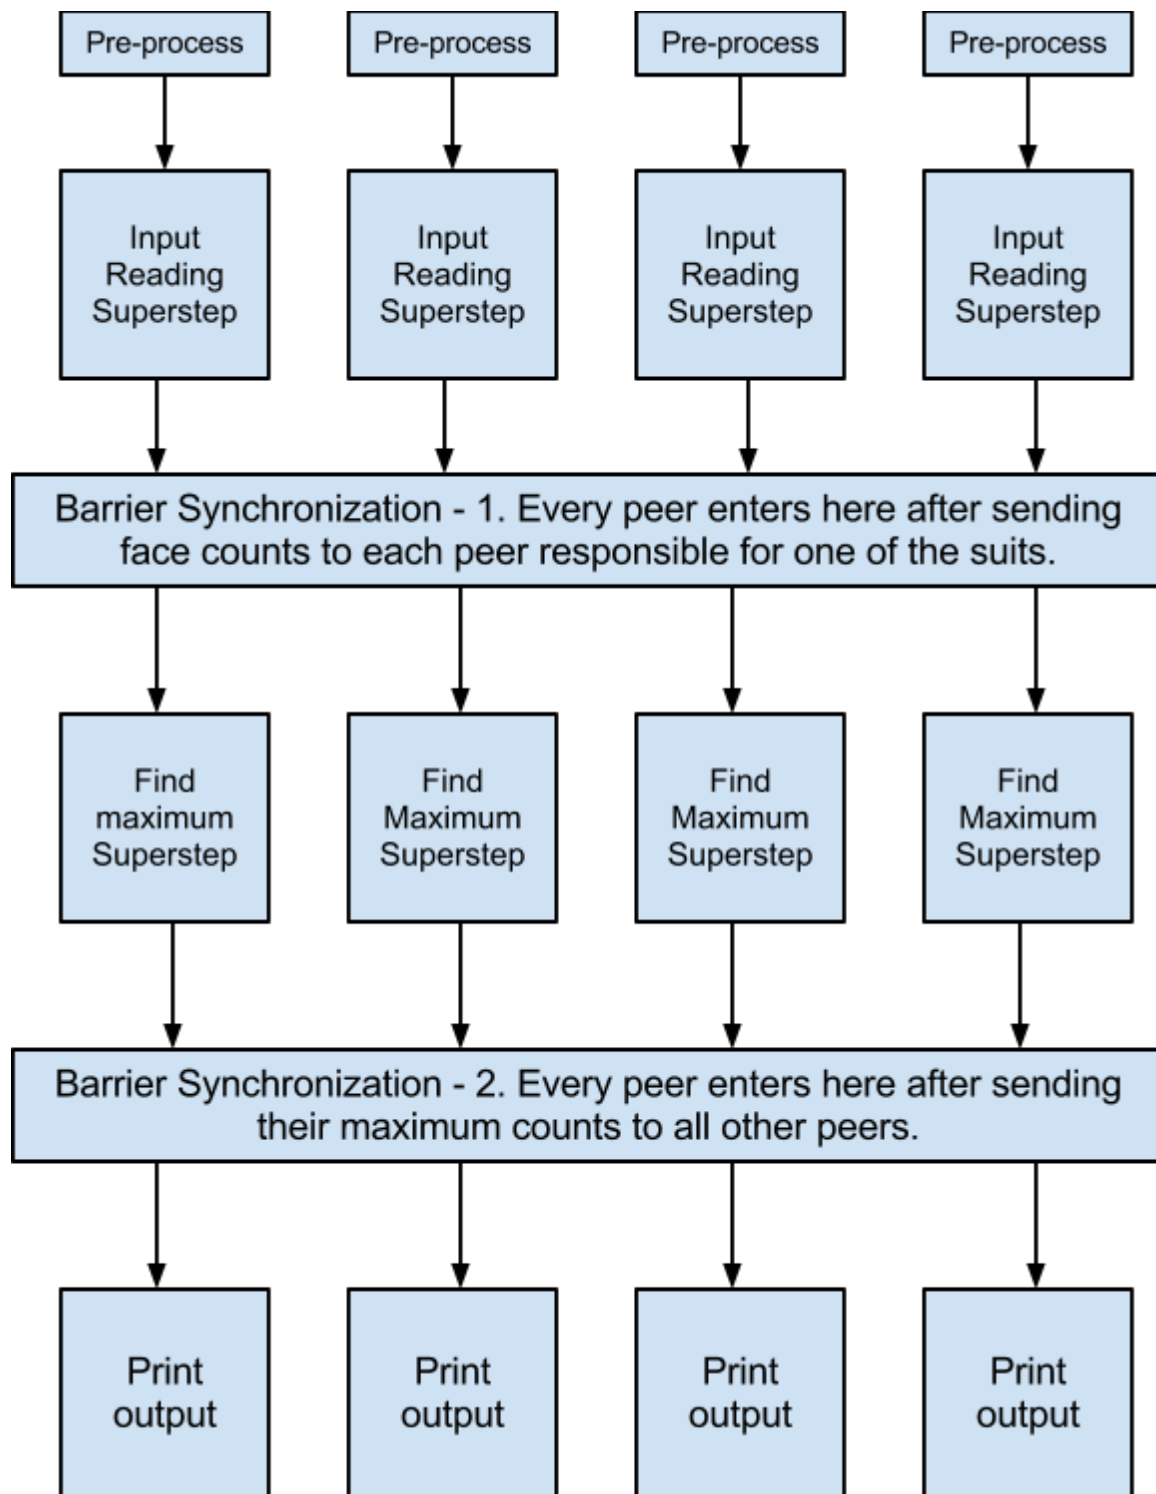 Pre-process
Pre-process
Pre-process
Pre-process
Input
Reading
Superstep
Input
Reading
Superstep
Input
Reading
Superstep
Input
Reading
Superstep
Barrier Synchronization - 1. Every peer enters here after sending
face counts to each peer responsible for one of the suits.
Find
maximum
Superstep
Find
Maximum
Superstep
Find
Maximum
Superstep
Find
Maximum
Superstep
Barrier Synchronization - 2. Every peer enters here after sending
their maximum counts to all other peers.
Print
output
Print
output
Print
output
Print
output